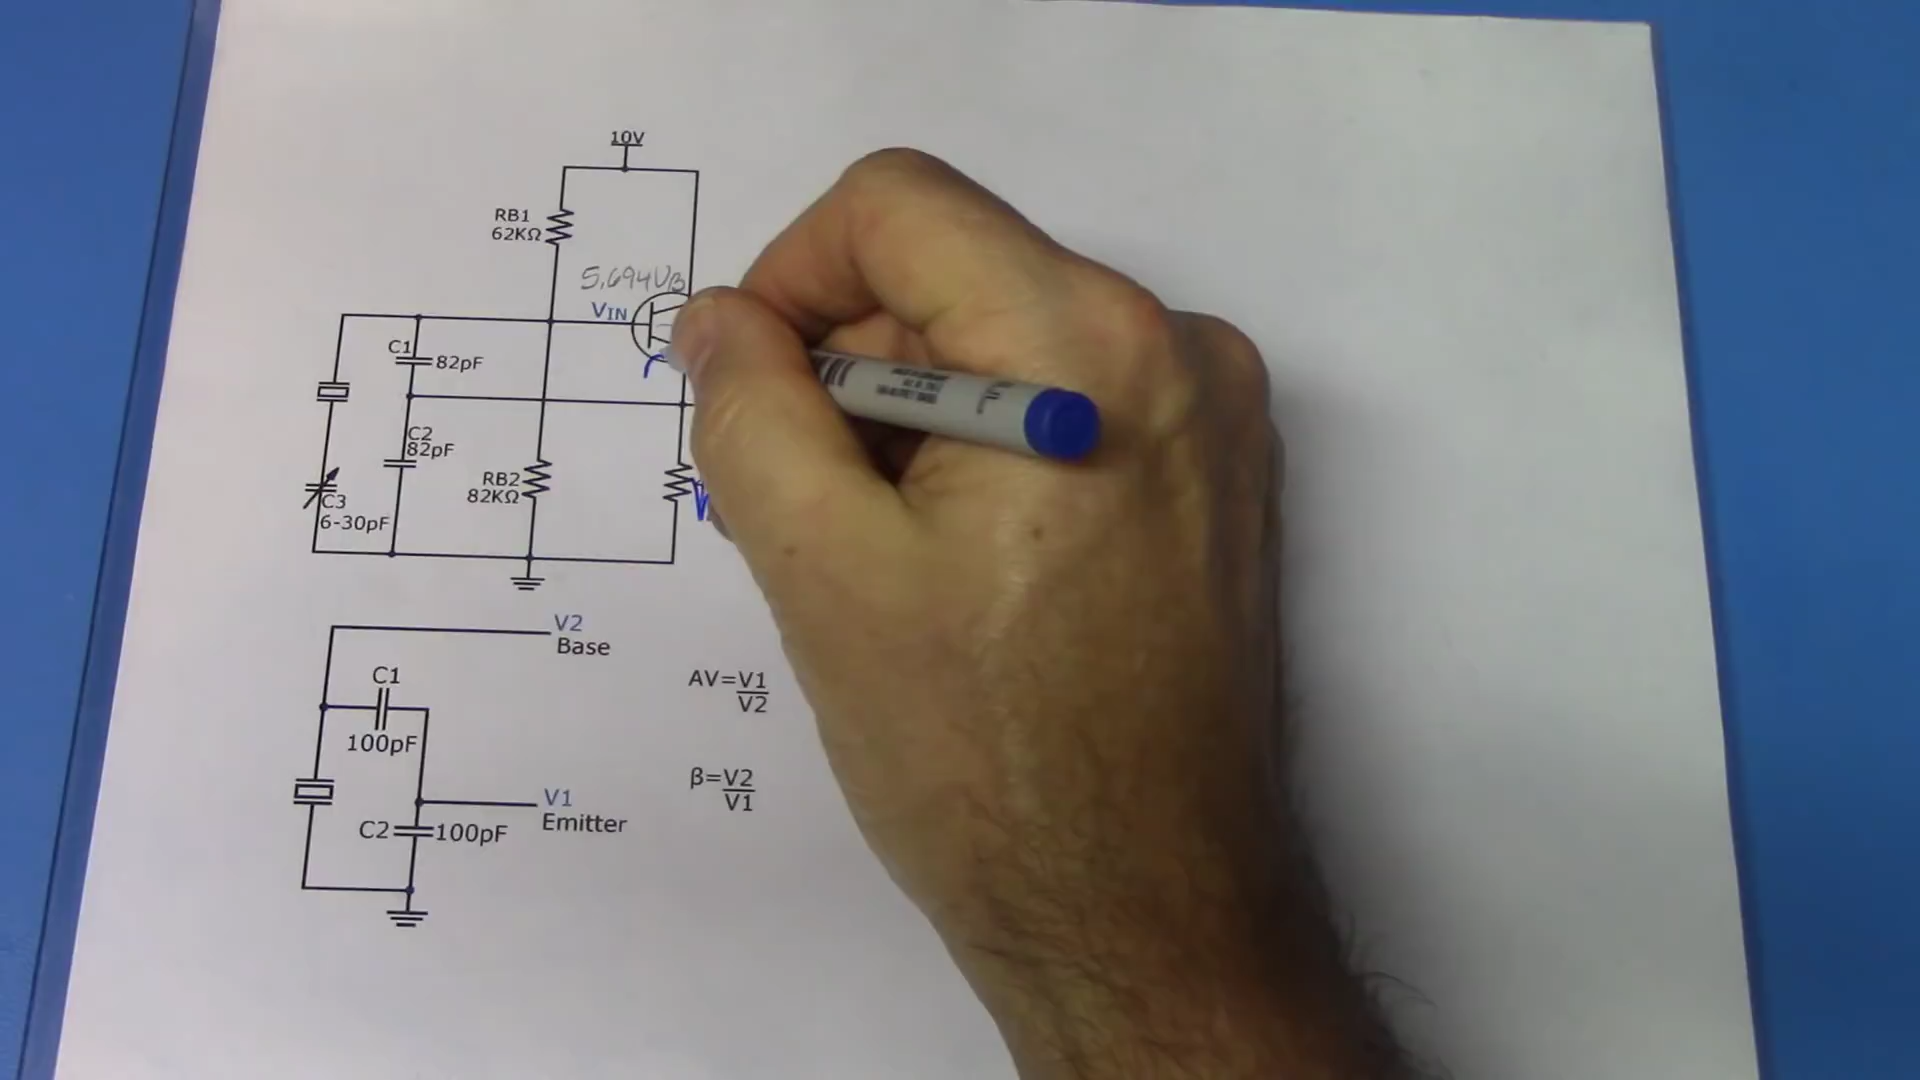 10V
RB1
62KΩ
5.694VB
VIN
C1
82pF
C2
82pF
RB2
82KΩ
C3
6-30pF
V2
Base
C1
100pF
AV=V1
V2
β=V2
V1
V1
Emitter
C2
100pF